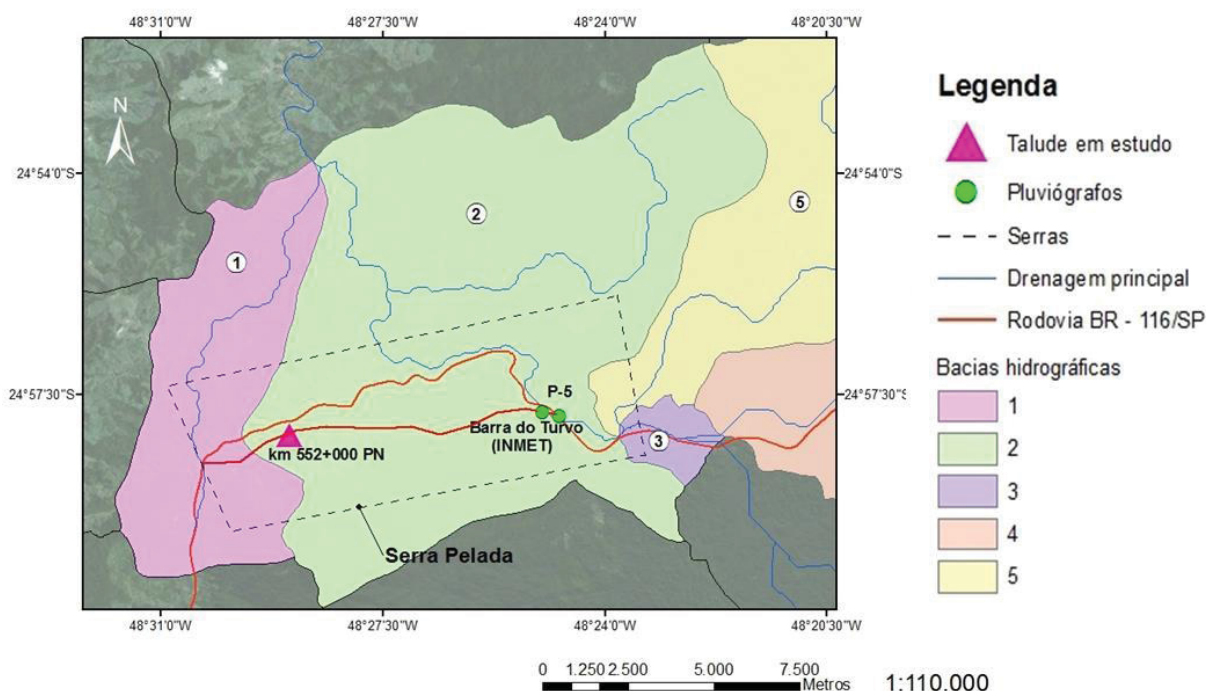 48°31'0"W 48°27'30"W 48°24'0"W 48°20'30"W
N
24°54'0"S
24°54'0"S
24°57'30"S
24°57'30"S
1
2
5
P-5
Barra do Turvo
(INMET)
3
km 552+000 PN
Serra Pelada
48°31'0"W 48°27'30"W 48°24'0"W 48°20'30"W
Legenda
Talude em estudo
Pluviógrafos
Serras
Drenagem principal
Rodovia BR - 116/SP
Bacias hidrográficas
1
2
3
4
5
0 1.250 2.500 5.000 7.500
Metros
1:110.000